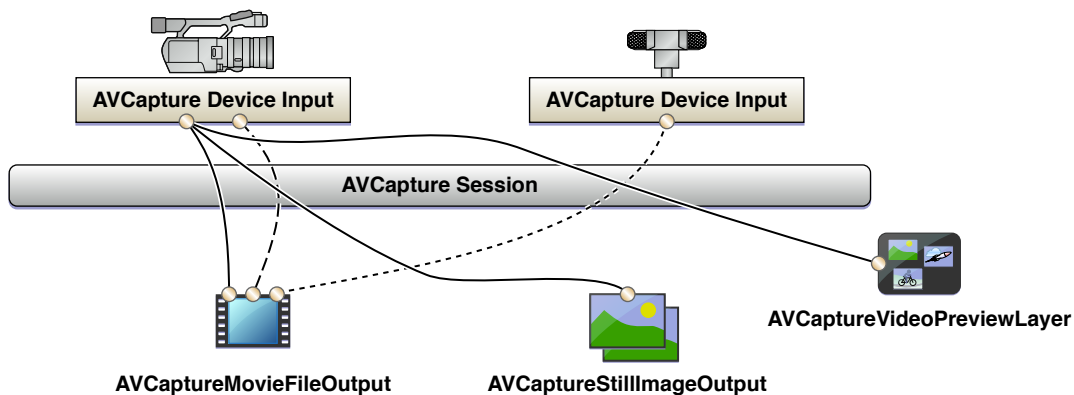 AVCapture Device Input
AVCapture Device Input
AVCapture Session
AVCaptureVideoPreviewLayer
AVCaptureMovieFileOutput
AVCaptureStillImageOutput